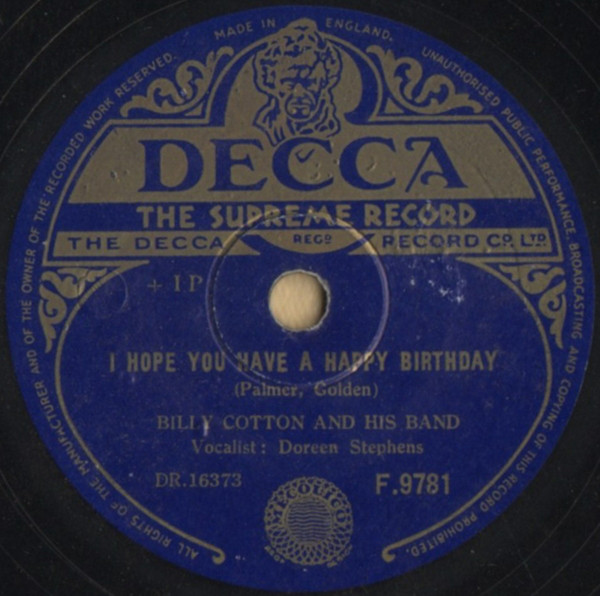 MADE IN ENGLAND.
ALL RIGHTS OF THE MANUFACTURER AND OF THE OWNER OF THE RECORDED WORK RESERVED.
UNAUTHORISED PUBLIC PERFORMANCE, BROADCASTING AND COPYING OF THIS RECORD PROHIBITED.
DECCA
THE SUPREME RECORD
THE DECCA REGD RECORD CO. LTD.
+ 1P
I HOPE YOU HAVE A HAPPY BIRTHDAY
(Palmer, Golden)
BILLY COTTON AND HIS BAND
Vocalist: Doreen Stephens
DR.16373
F.9781